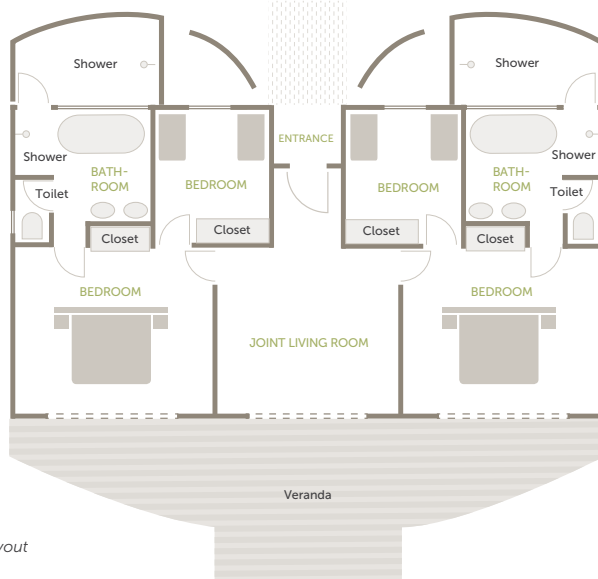 Shower
Shower
ENTRANCE
Shower
BATH-
ROOM
BEDROOM
BEDROOM
BATH-
ROOM
Shower
Toilet
Toilet
Closet
Closet
Closet
Closet
BEDROOM
BEDROOM
JOINT LIVING ROOM
Veranda